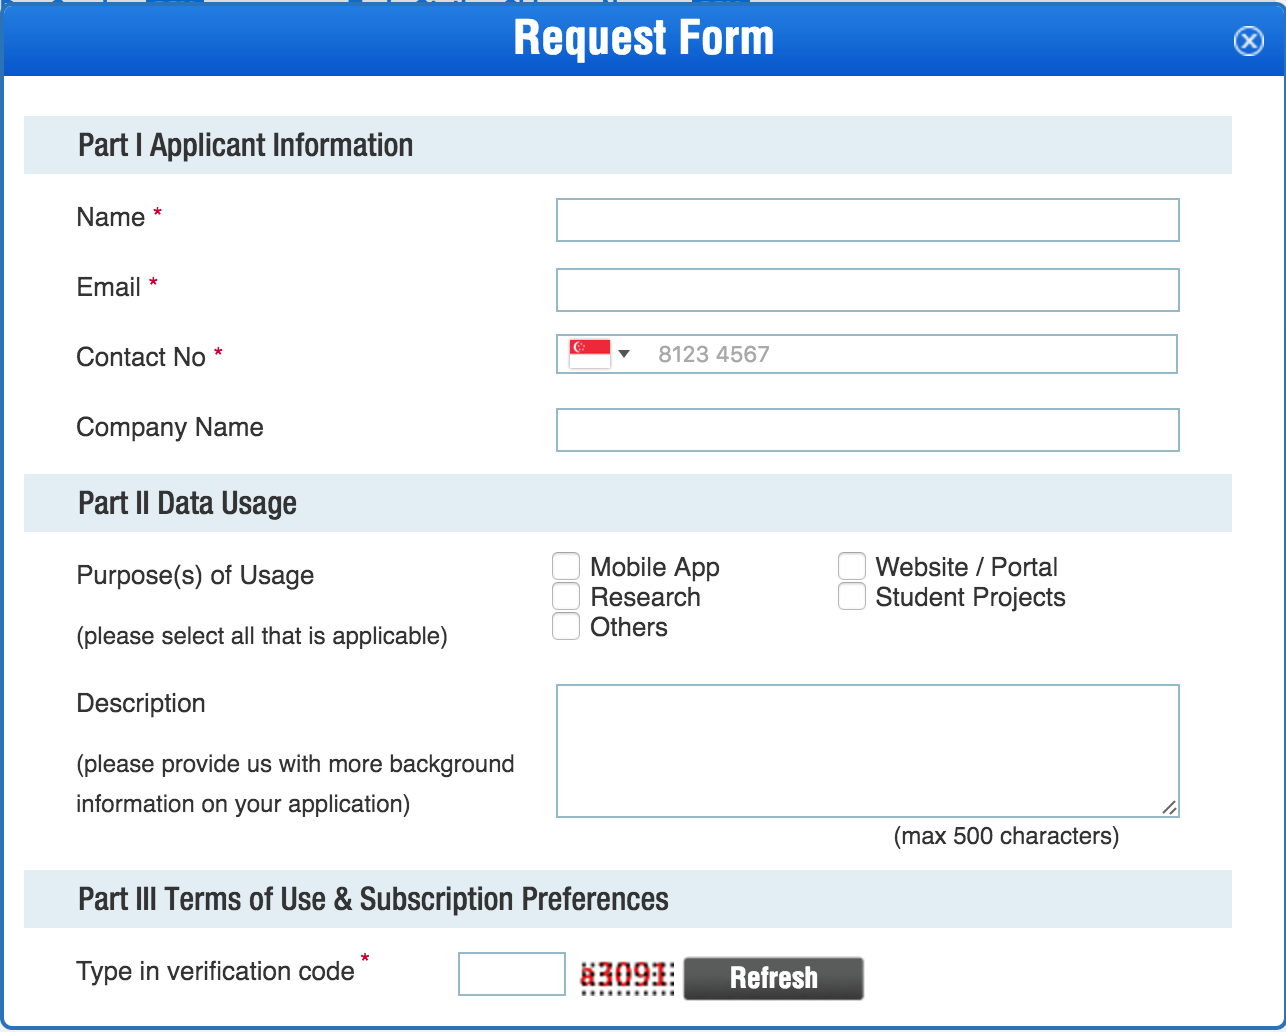 Request Form
Part I Applicant Information
Name *
Email *
Contact No *
8123 4567
Company Name
Part II Data Usage
Purpose(s) of Usage
(please select all that is applicable)
Mobile App
Website / Portal
Research
Student Projects
Others
Description
(please provide us with more background
information on your application)
(max 500 characters)
Part III Terms of Use & Subscription Preferences
Type in verification code *
a3091
Refresh